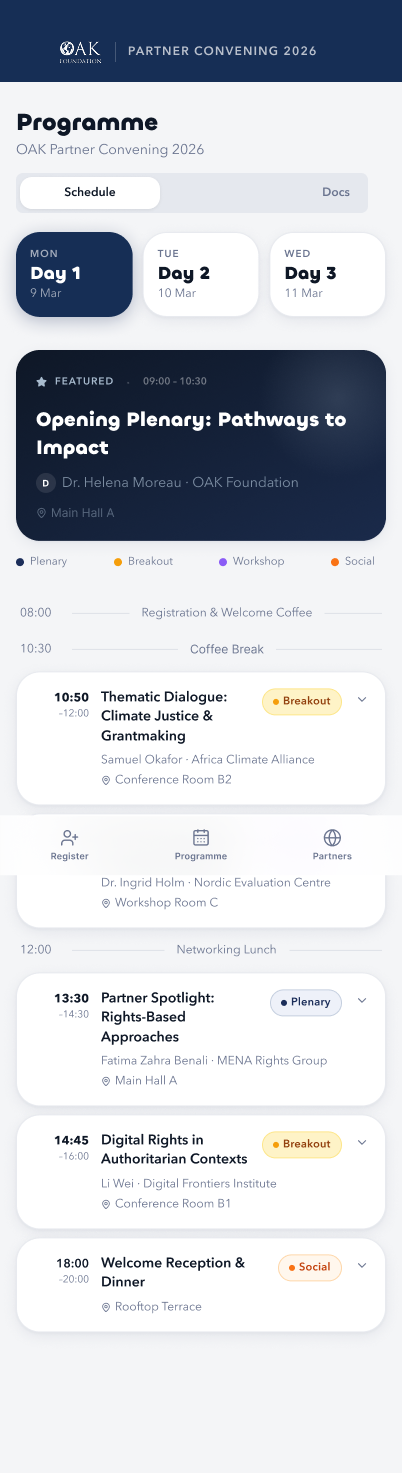 OAK
FOUNDATION
PARTNER CONVENING 2026
Programme
OAK Partner Convening 2026
Schedule
Docs
MON
Day 1
9 Mar
TUE
Day 2
10 Mar
WED
Day 3
11 Mar
FEATURED · 09:00 – 10:30
Opening Plenary: Pathways to
Impact
D Dr. Helena Moreau · OAK Foundation
Main Hall A
Plenary
Breakout
Workshop
Social
08:00 Registration & Welcome Coffee
10:30 Coffee Break
10:50
–12:00
Thematic Dialogue:
Climate Justice &
Grantmaking
Breakout
Samuel Okafor · Africa Climate Alliance
Conference Room B2
Register
Programme
Partners
Dr. Ingrid Holm · Nordic Evaluation Centre
Workshop Room C
12:00 Networking Lunch
13:30
–14:30
Partner Spotlight:
Rights-Based
Approaches
Plenary
Fatima Zahra Benali · MENA Rights Group
Main Hall A
14:45
–16:00
Digital Rights in
Authoritarian Contexts
Breakout
Li Wei · Digital Frontiers Institute
Conference Room B1
18:00
–20:00
Welcome Reception &
Dinner
Social
Rooftop Terrace